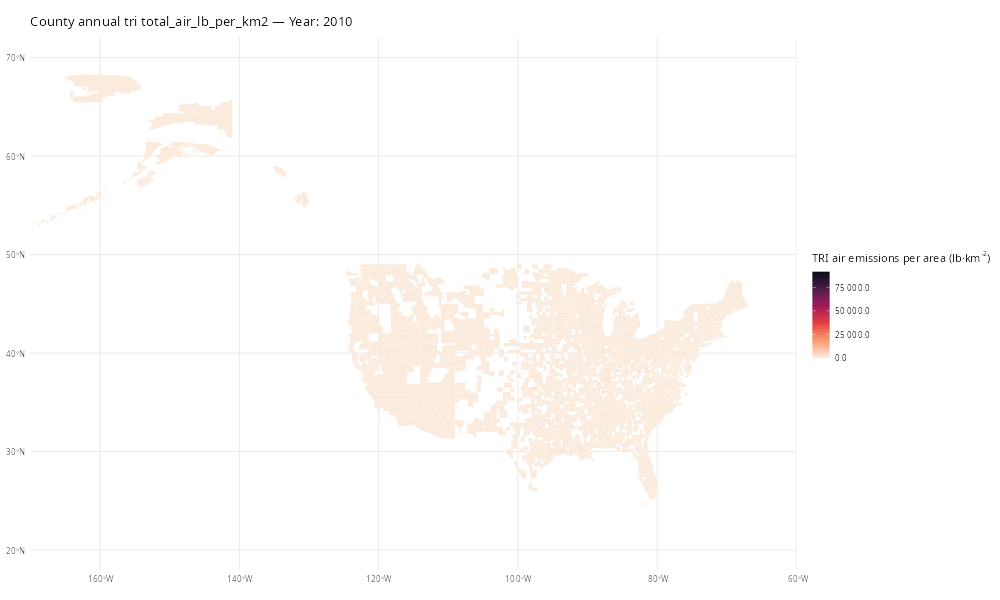 County annual tri total_air_lb_per_km2 — Year: 2010
70°N
60°N
50°N
40°N
30°N
20°N
160°W
140°W
120°W
100°W
80°W
60°W
TRI air emissions per area (lb·km⁻²)
75 000.0
50 000.0
25 000.0
0.0